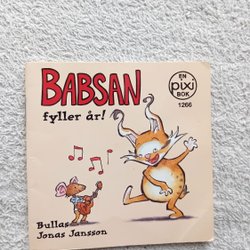 BABSAN
fyller år!
EN
pixi
BOK
1266
Bullas
Jonas Jansson